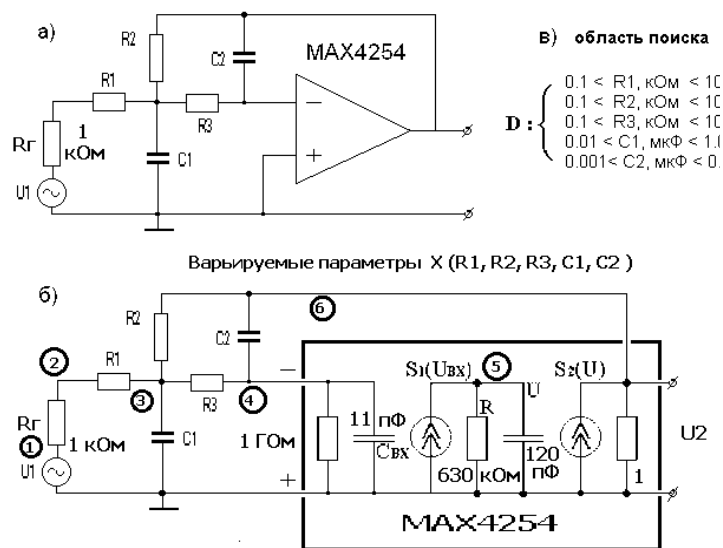 а)
R2
C2
MAX4254
R1
R3
Rг
1
кОм
C1
U1
−
+
в) область поиска
D :
0.1 < R1, кОм < 10
0.1 < R2, кОм < 10
0.1 < R3, кОм < 10
0.01 < C1, мкФ < 1.0
0.001 < C2, мкФ < 0.
Варьируемые параметры X (R1, R2, R3, C1, C2 )
б)
R2
C2
6
2
R1
3
R3
4
−
S1(Uвх)
5
U
S2(U)
Rг
1
1 кОм
U1
C1
1 ГОм
+
11 пФ
Cвх
R
630 кОм
120 пФ
1
U2
MAX4254